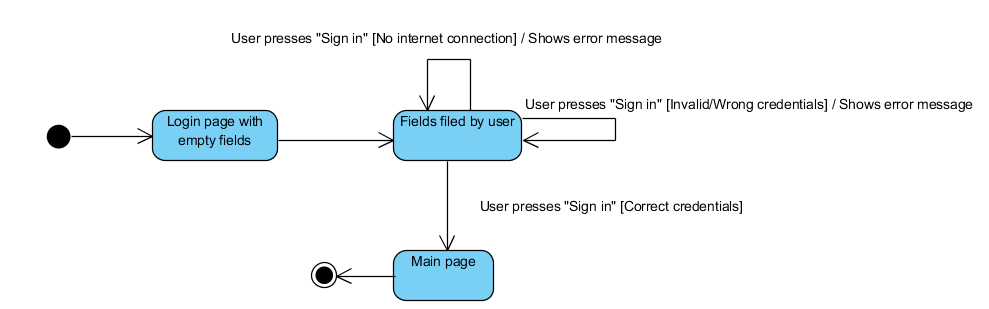 User presses "Sign in" [No internet connection] / Shows error message
User presses "Sign in" [Invalid/Wrong credentials] / Shows error message
Login page with
empty fields
Fields filed by user
User presses "Sign in" [Correct credentials]
Main page